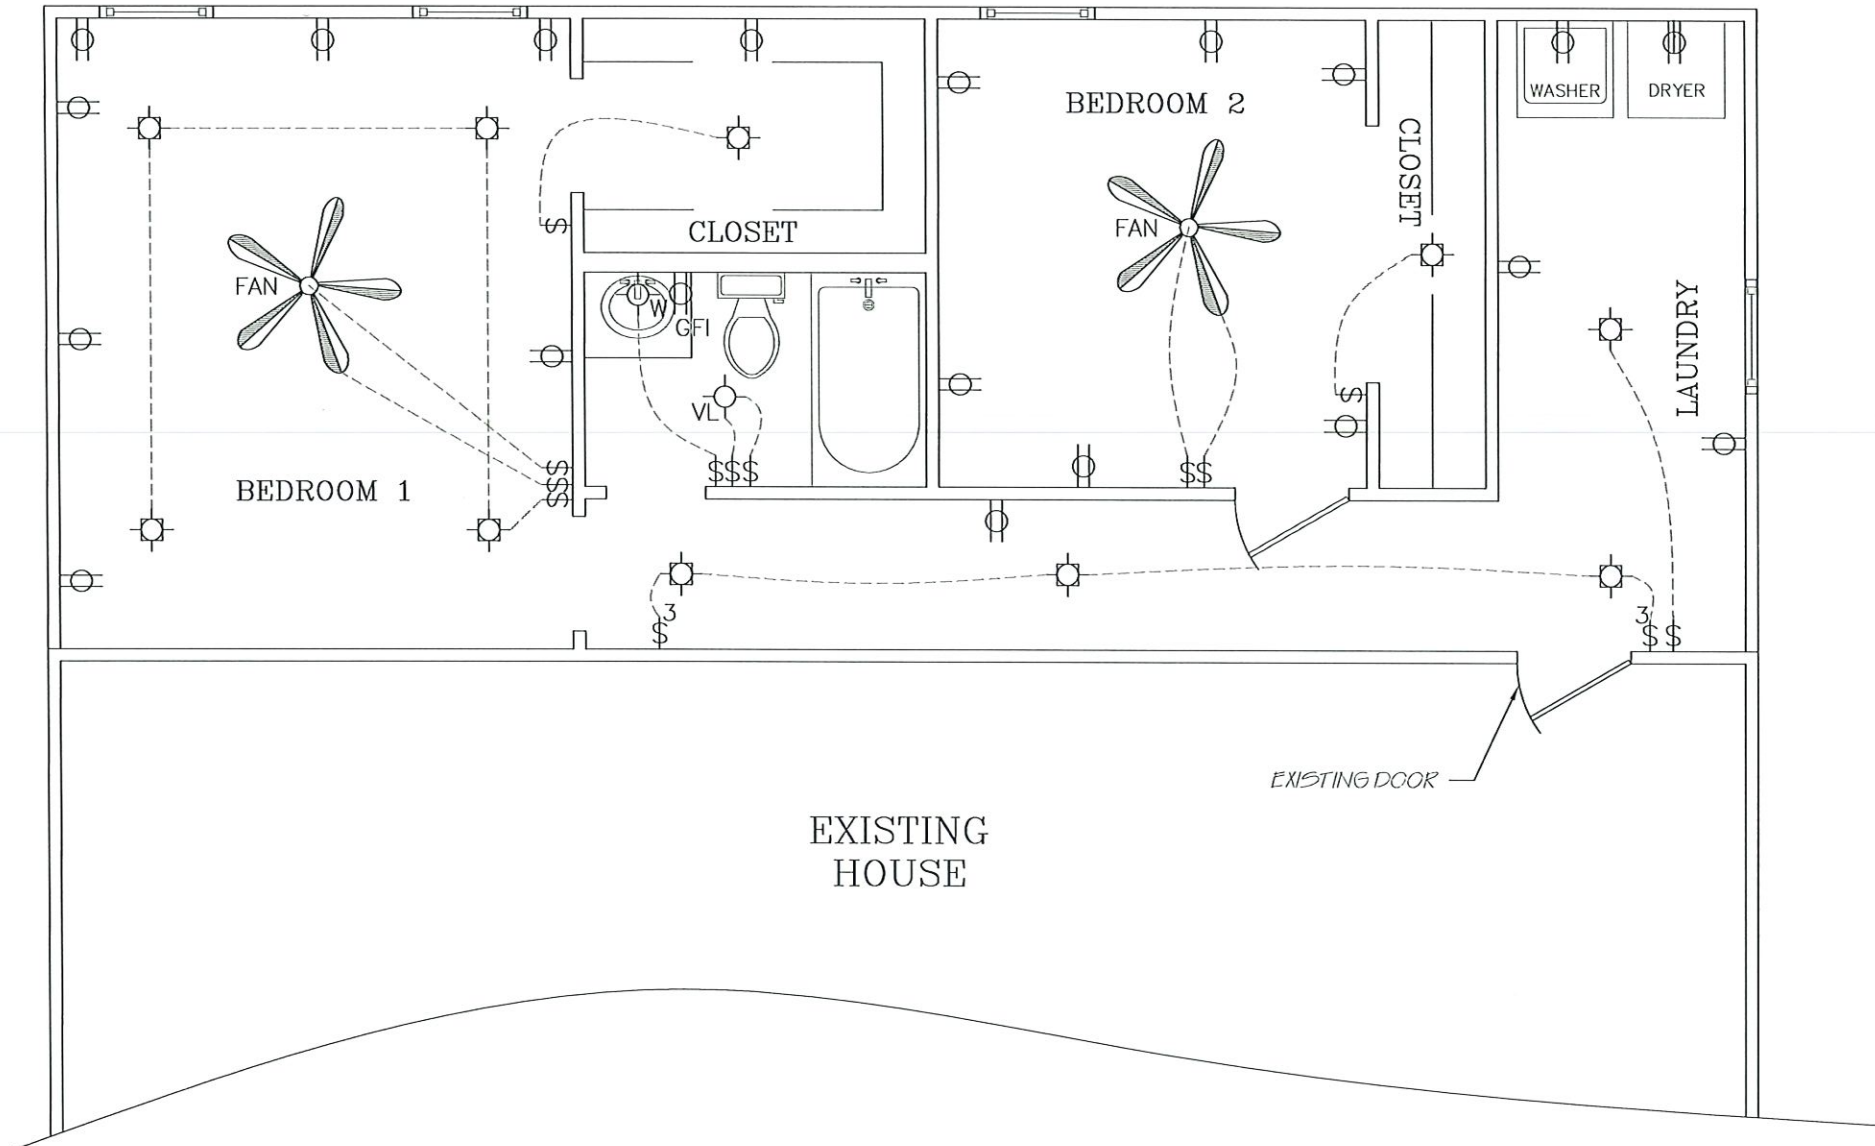 WASHER
DRYER
BEDROOM 2
CLOSET
FAN
CLOSET
$
FAN
W
GFI
LAUNDRY
$
VL
$$$
$$
$
$
$
BEDROOM 1
3
$
3
$ $
EXISTING DOOR
EXISTING
HOUSE